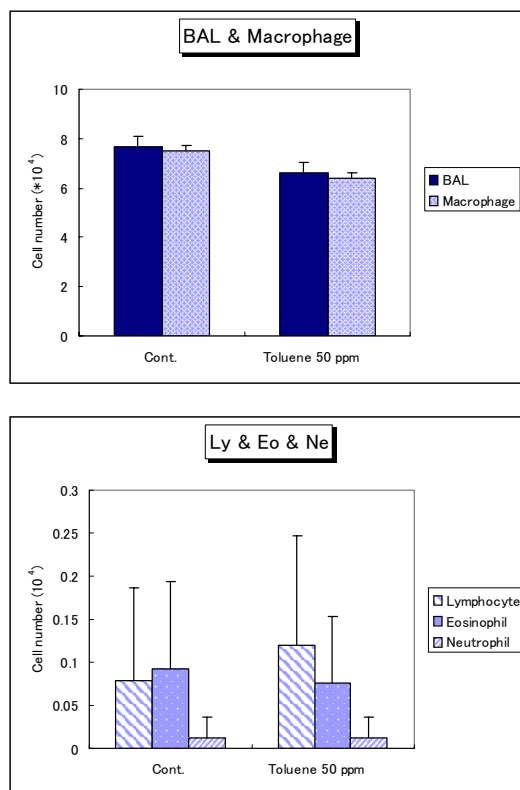 BAL & Macrophage
10
8
6
4
2
0
Cell number (*10⁴)
Cont.
Toluene 50 ppm
BAL
Macrophage
Ly & Eo & Ne
0.3
0.25
0.2
0.15
0.1
0.05
0
Cell number (10⁴)
Cont.
Toluene 50 ppm
Lymphocyte
Eosinophil
Neutrophil